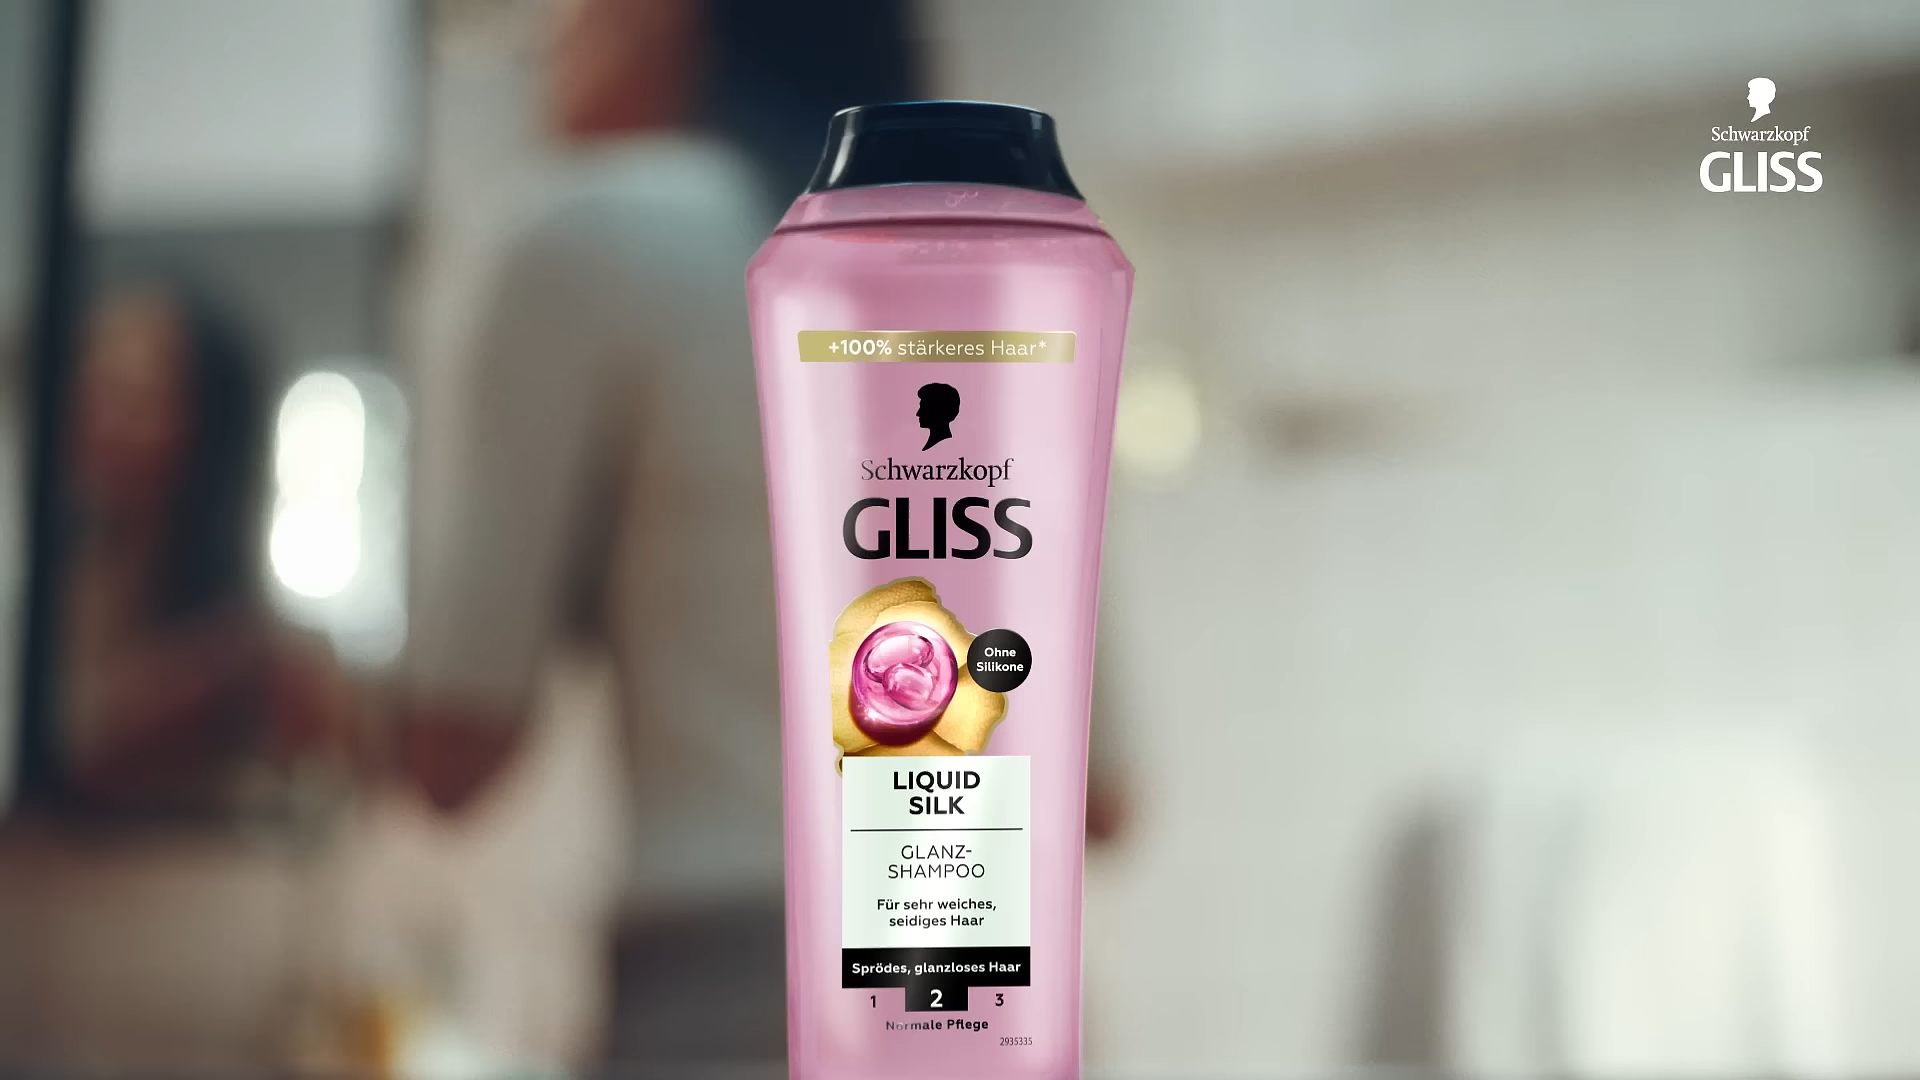 Schwarzkopf
GLISS
+100% stärkeres Haar*
Schwarzkopf
GLISS
Ohne
Silikone
LIQUID
SILK
GLANZ-
SHAMPOO
Für sehr weiches,
seidiges Haar
Sprödes, glanzloses Haar
1 2 3
Normale Pflege
2935335